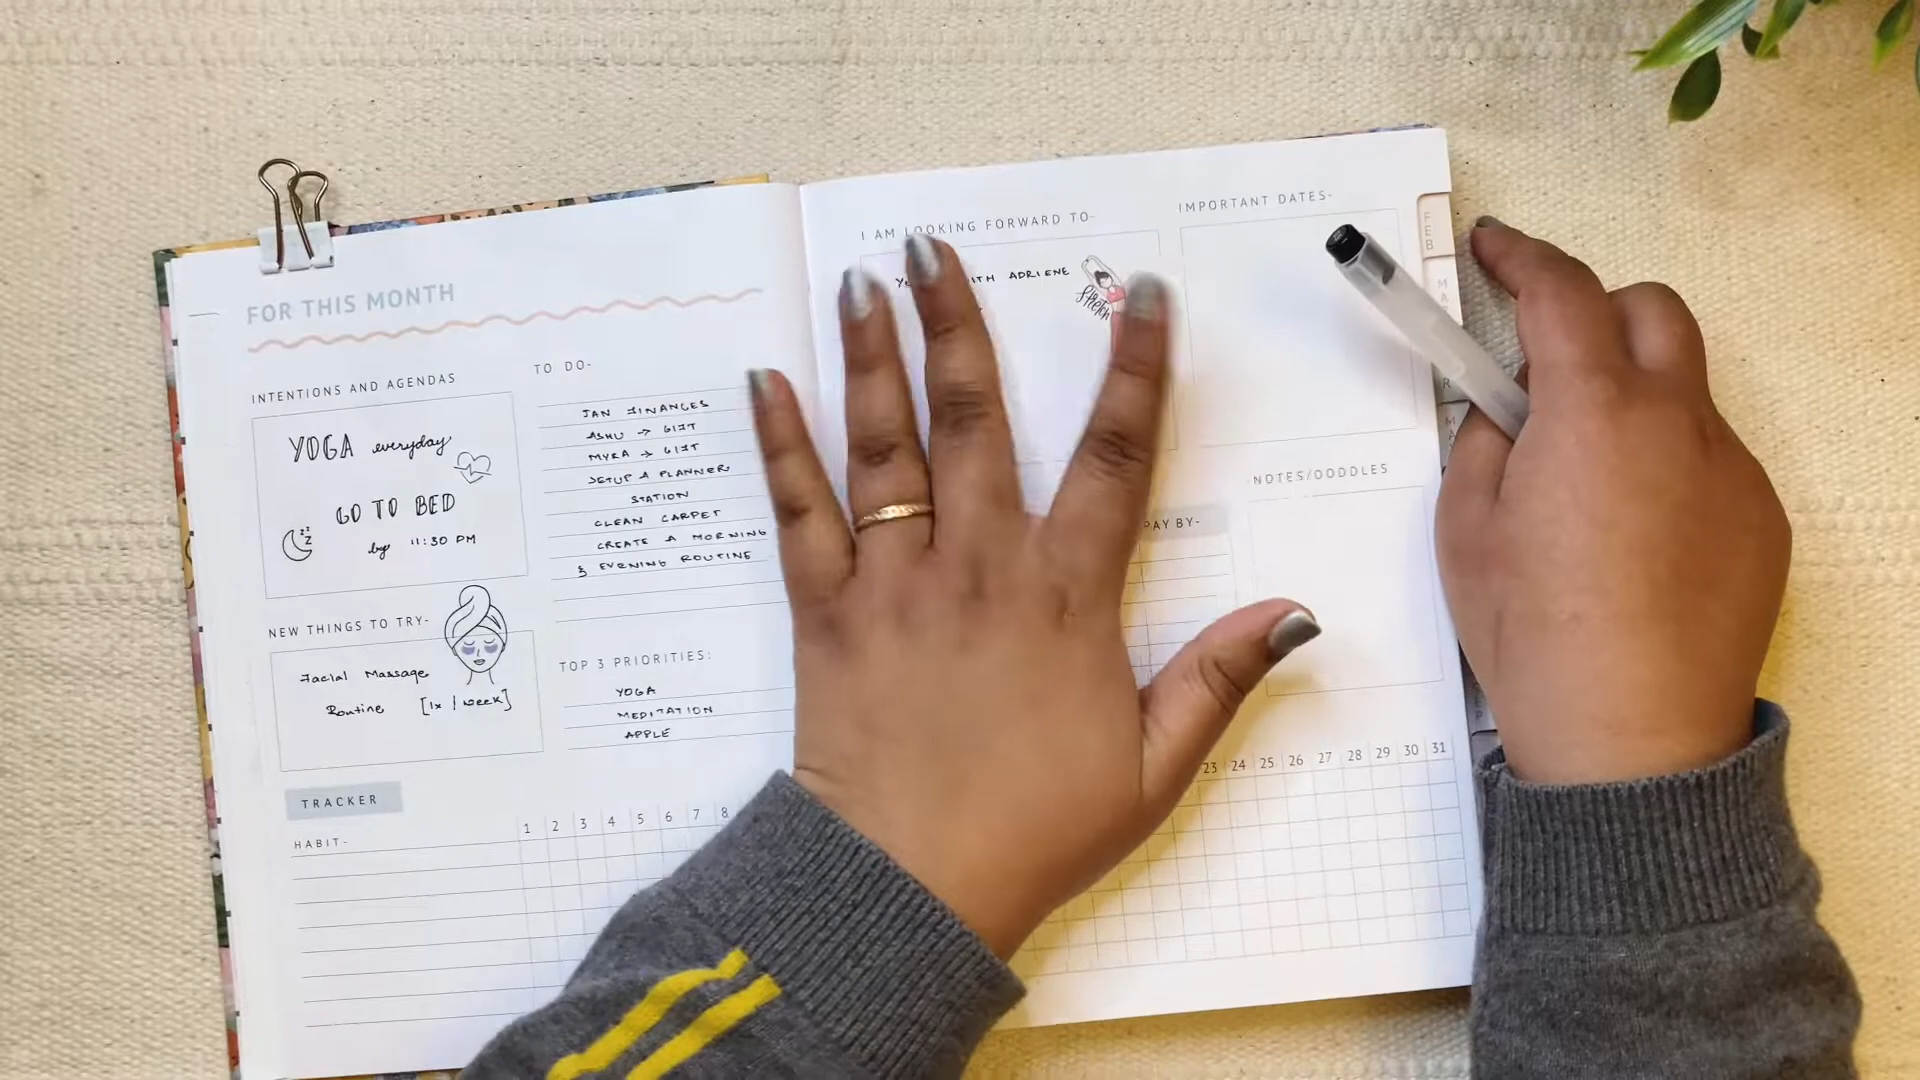 FOR THIS MONTH
INTENTIONS AND AGENDAS
YOGA everyday
GO TO BED
by 11:30 PM
NEW THINGS TO TRY-
Facial Massage
Routine [1x / week]
TO DO-
JAN FINANCES
ASHU → GIFT
MYRA → GIFT
SETUP A PLANNER
STATION
CLEAN CARPET
CREATE A MORNING
& EVENING ROUTINE
TOP 3 PRIORITIES:
YOGA
MEDITATION
APPLE
TRACKER
HABIT-
1 2 3 4 5 6 7 8
I AM LOOKING FORWARD TO-
ADRIENE
Stretch
IMPORTANT DATES-
PAY BY-
NOTES/OODDLES
23 24 25 26 27 28 29 30 31
FEB